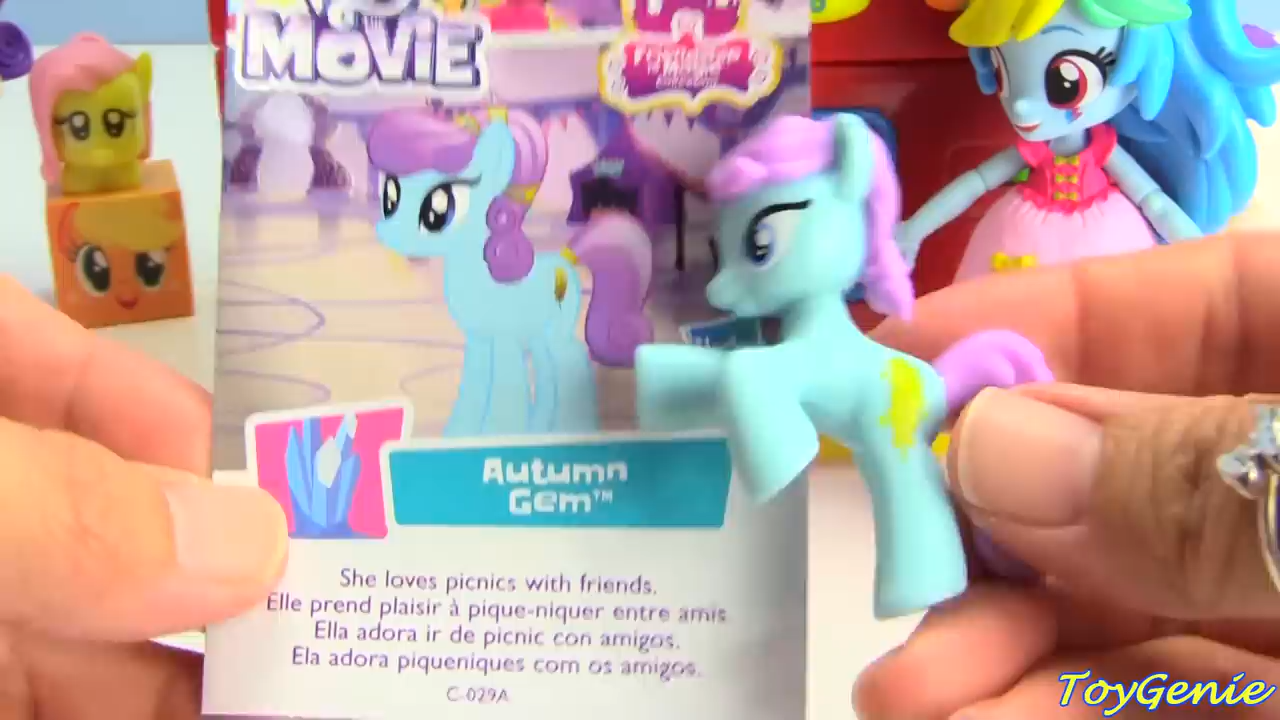 MOVIE
Autumn
Gem™
She loves picnics with friends.
Elle prend plaisir à pique-niquer entre amis
Ella adora ir de picnic con amigos.
Ela adora piqueniques com os amigos.
C-029A
ToyGenie